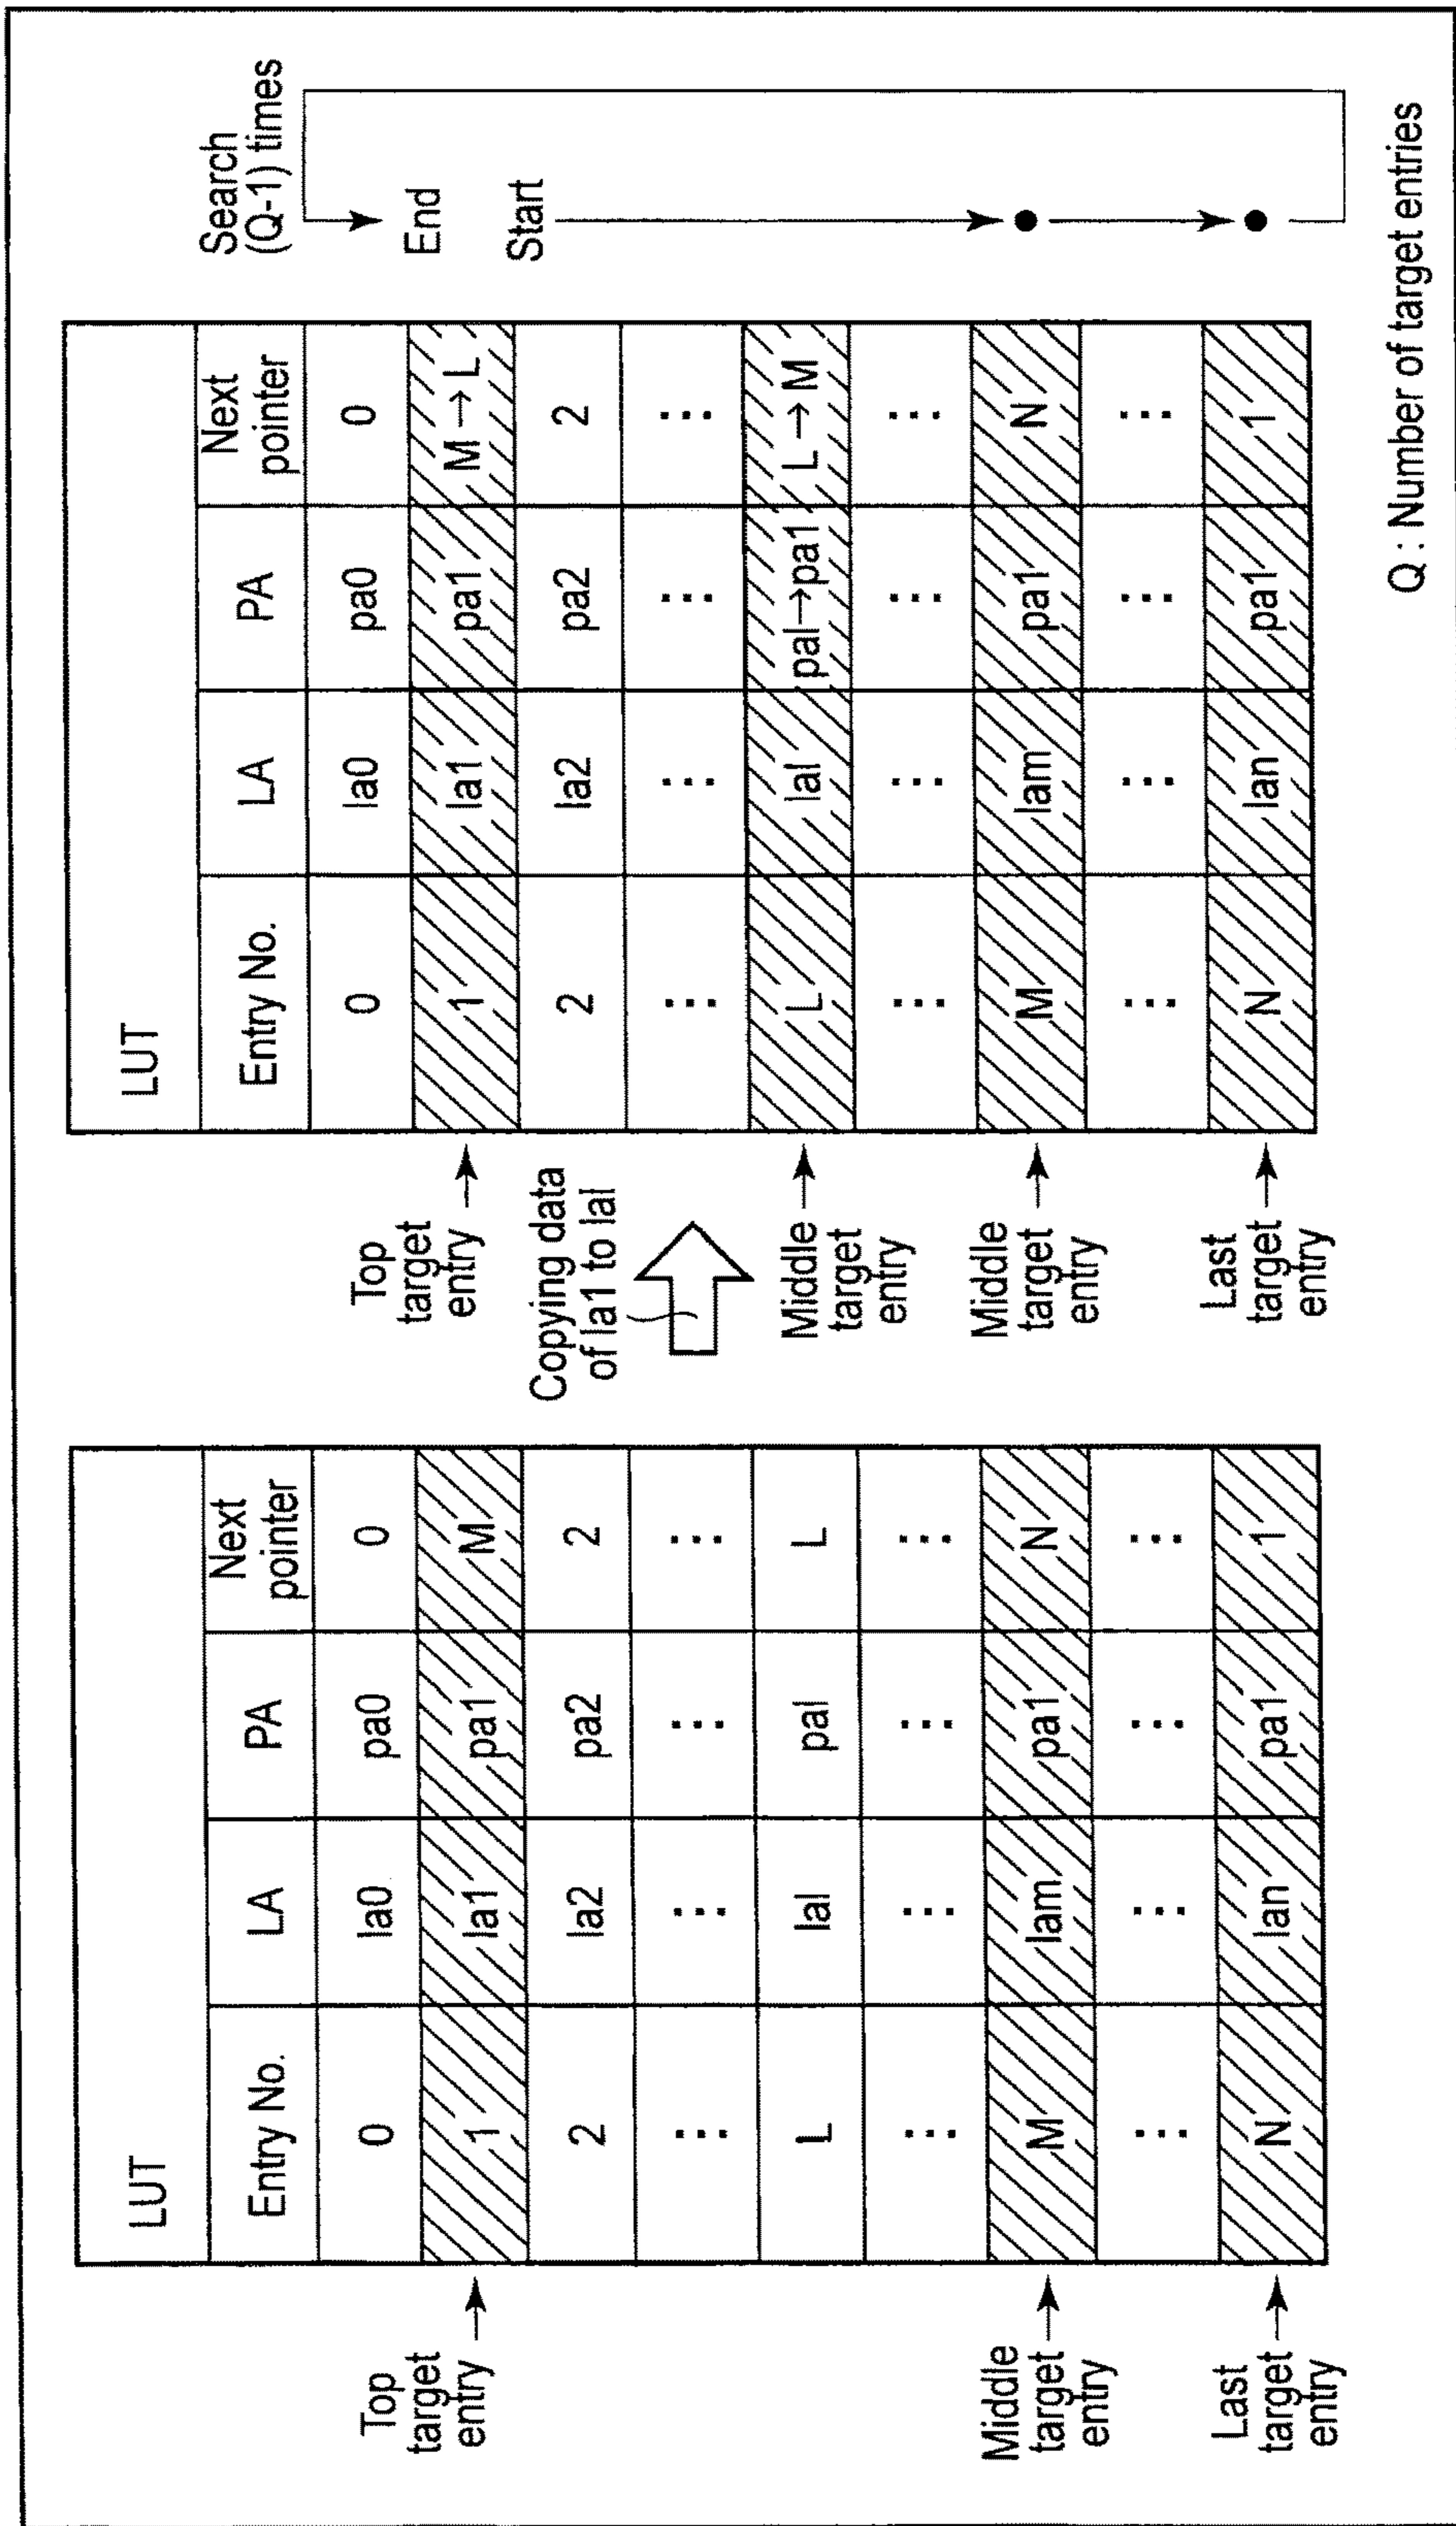 LUT
Entry No. LA PA Next pointer
0 la0 pa0 0
1 la1 pa1 M
2 la2 pa2 2
... ... ... ...
L lal pal L
... ... ... ...
M lam pa1 N
... ... ... ...
N lan pa1 1
Top
target
entry
Middle
target
entry
Last
target
entry
Copying data
of la1 to lal
LUT
Entry No. LA PA Next pointer
0 la0 pa0 0
1 la1 pa1 M → L
2 la2 pa2 2
... ... ... ...
L lal pal→pa1 L → M
... ... ... ...
M lam pa1 N
... ... ... ...
N lan pa1 1
Top
target
entry
Middle
target
entry
Middle
target
entry
Last
target
entry
Search
(Q-1) times
End
Start
Q : Number of target entries